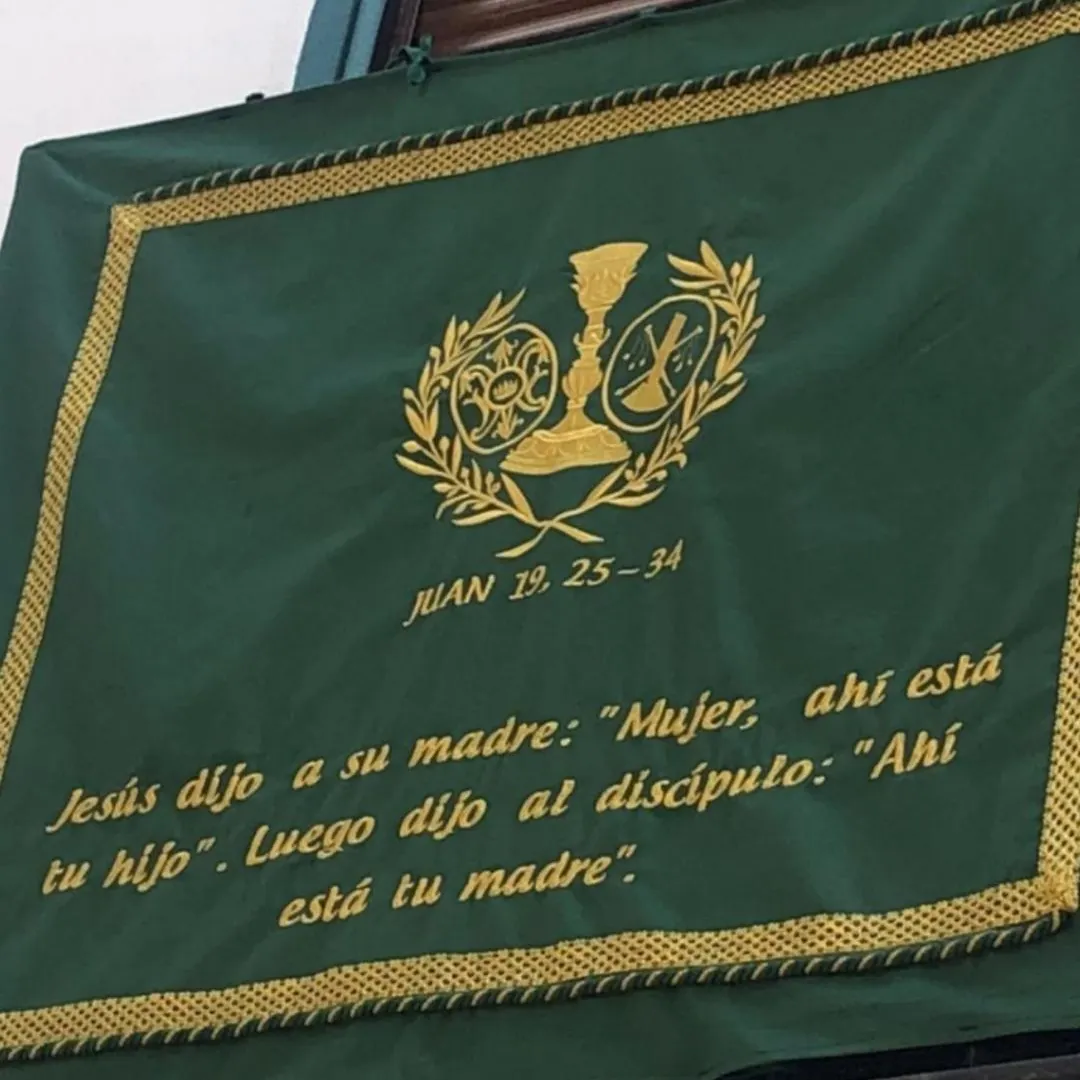 JUAN 19, 25-34
Jesús dijo a su madre: "Mujer, ahí está
tu hijo". Luego dijo al discípulo: "Ahí
está tu madre".